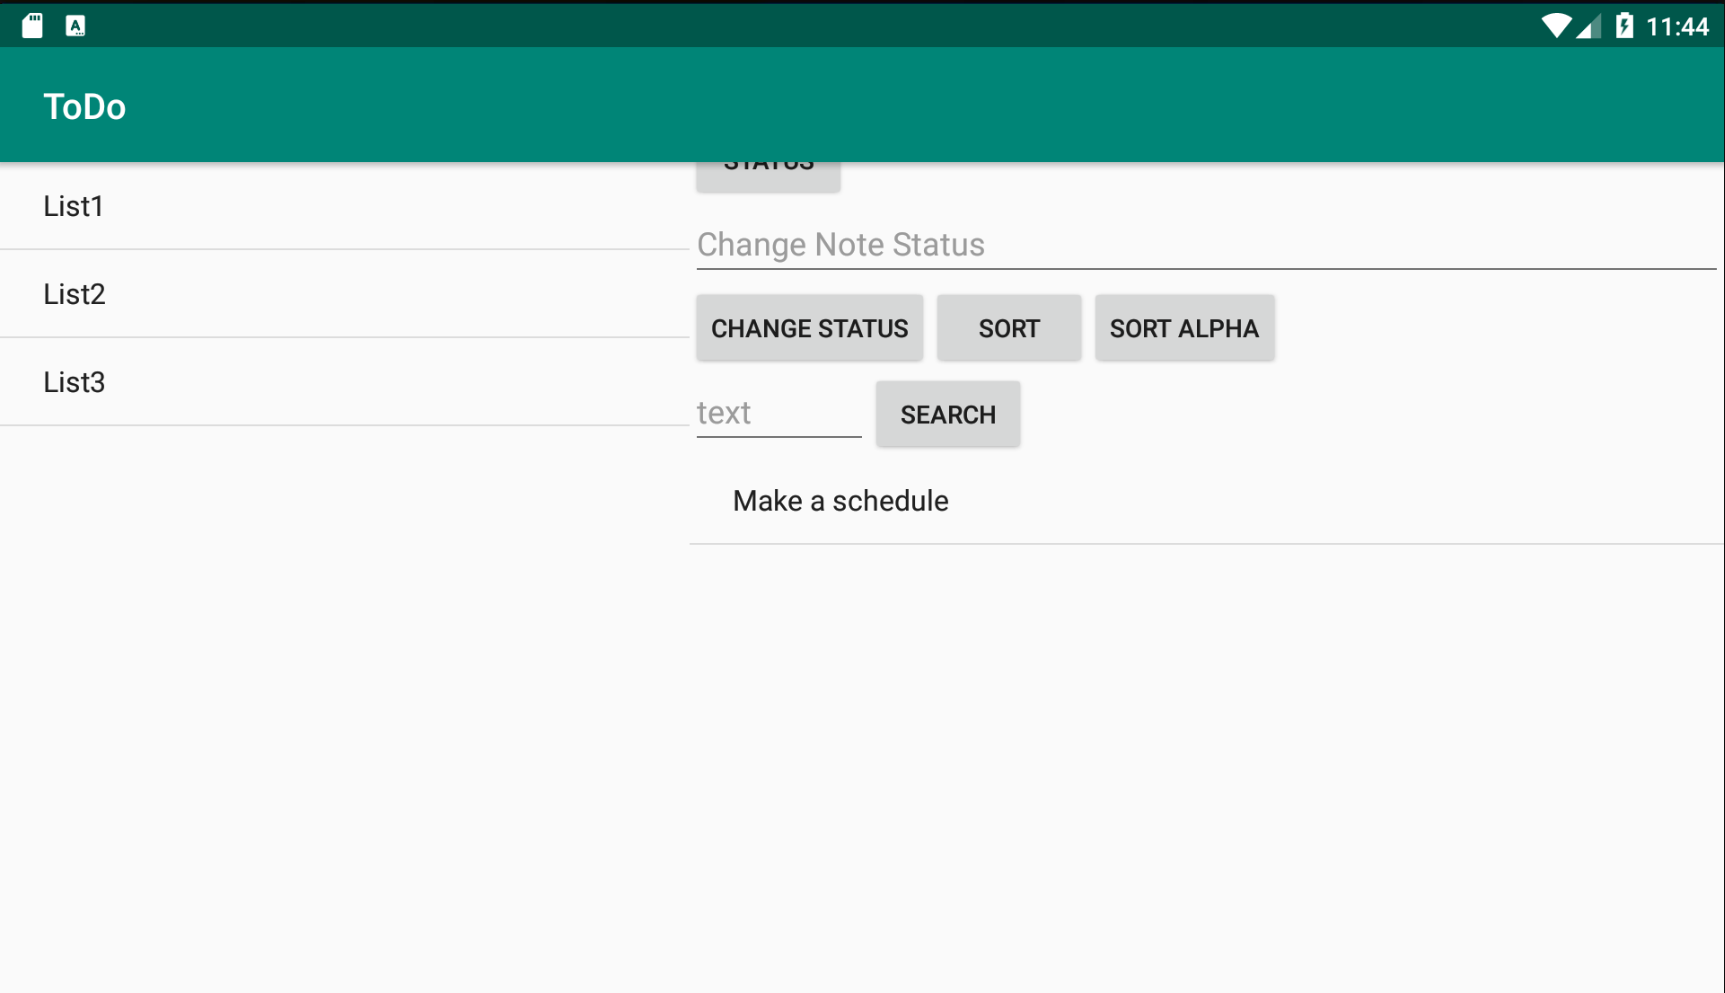 11:44
ToDo
List1
List2
List3
STATUS
Change Note Status
CHANGE STATUS SORT SORT ALPHA
text SEARCH
Make a schedule